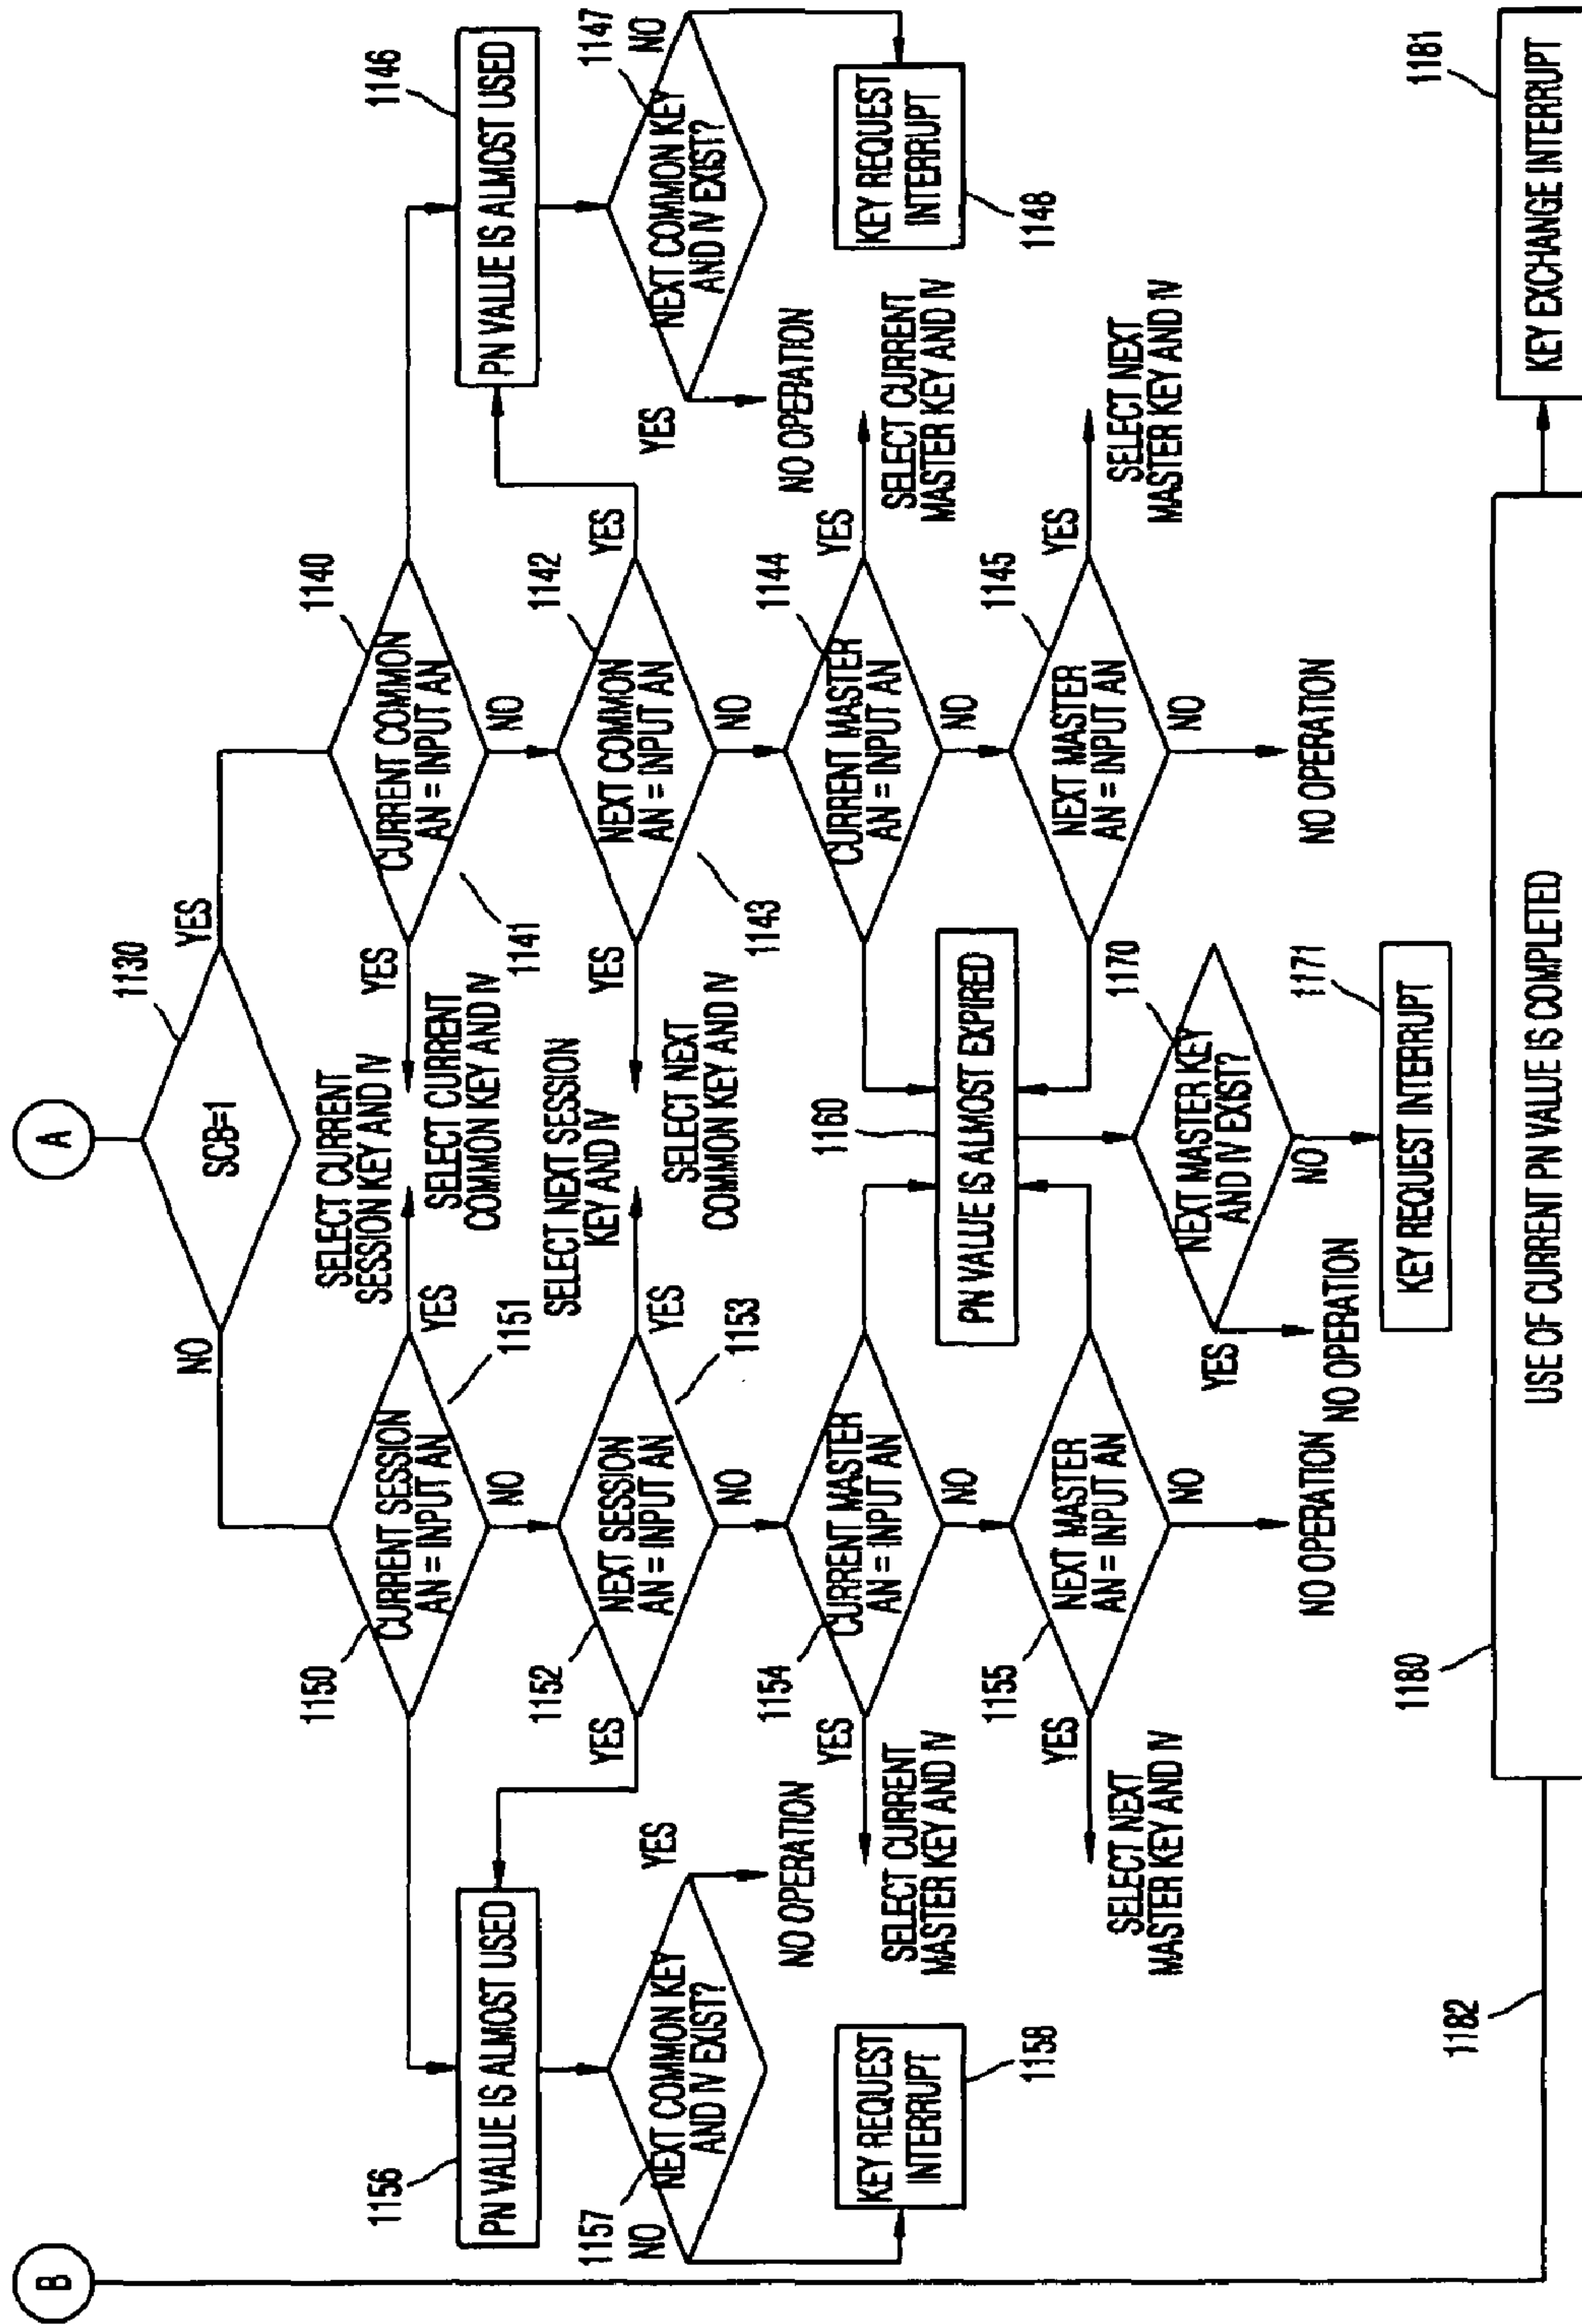 A
B
1130
SCB=1
NO
YES
1150
CURRENT SESSION
AN = INPUT AN
1151
YES
NO
SELECT CURRENT
SESSION KEY AND IV
1140
CURRENT COMMON
AN = INPUT AN
1141
YES
NO
SELECT CURRENT
COMMON KEY AND IV
1156
PN VALUE IS ALMOST USED
1146
PN VALUE IS ALMOST USED
1152
NEXT SESSION
AN = INPUT AN
1153
YES
YES
NO
SELECT NEXT SESSION
KEY AND IV
1142
NEXT COMMON
AN = INPUT AN
1143
YES
YES
NO
SELECT NEXT
COMMON KEY AND IV
1157
NEXT COMMON KEY
AND IV EXIST?
NO
YES
NO OPERATION
1147
NEXT COMMON KEY
AND IV EXIST?
YES
NO
NO OPERATION
KEY REQUEST
INTERRUPT
1158
KEY REQUEST
INTERRUPT
1148
1154
CURRENT MASTER
AN = INPUT AN
YES
NO
SELECT CURRENT
MASTER KEY AND IV
1144
CURRENT MASTER
AN = INPUT AN
YES
NO
SELECT CURRENT
MASTER KEY AND IV
1160
PN VALUE IS ALMOST EXPIRED
1155
NEXT MASTER
AN = INPUT AN
YES
NO
SELECT NEXT
MASTER KEY AND IV
NO OPERATION
1145
NEXT MASTER
AN = INPUT AN
YES
NO
SELECT NEXT
MASTER KEY AND IV
NO OPERATION
1170
NEXT MASTER KEY
AND IV EXIST?
YES
NO
NO OPERATION
1171
KEY REQUEST INTERRUPT
1182
1180
USE OF CURRENT PN VALUE IS COMPLETED
1181
KEY EXCHANGE INTERRUPT